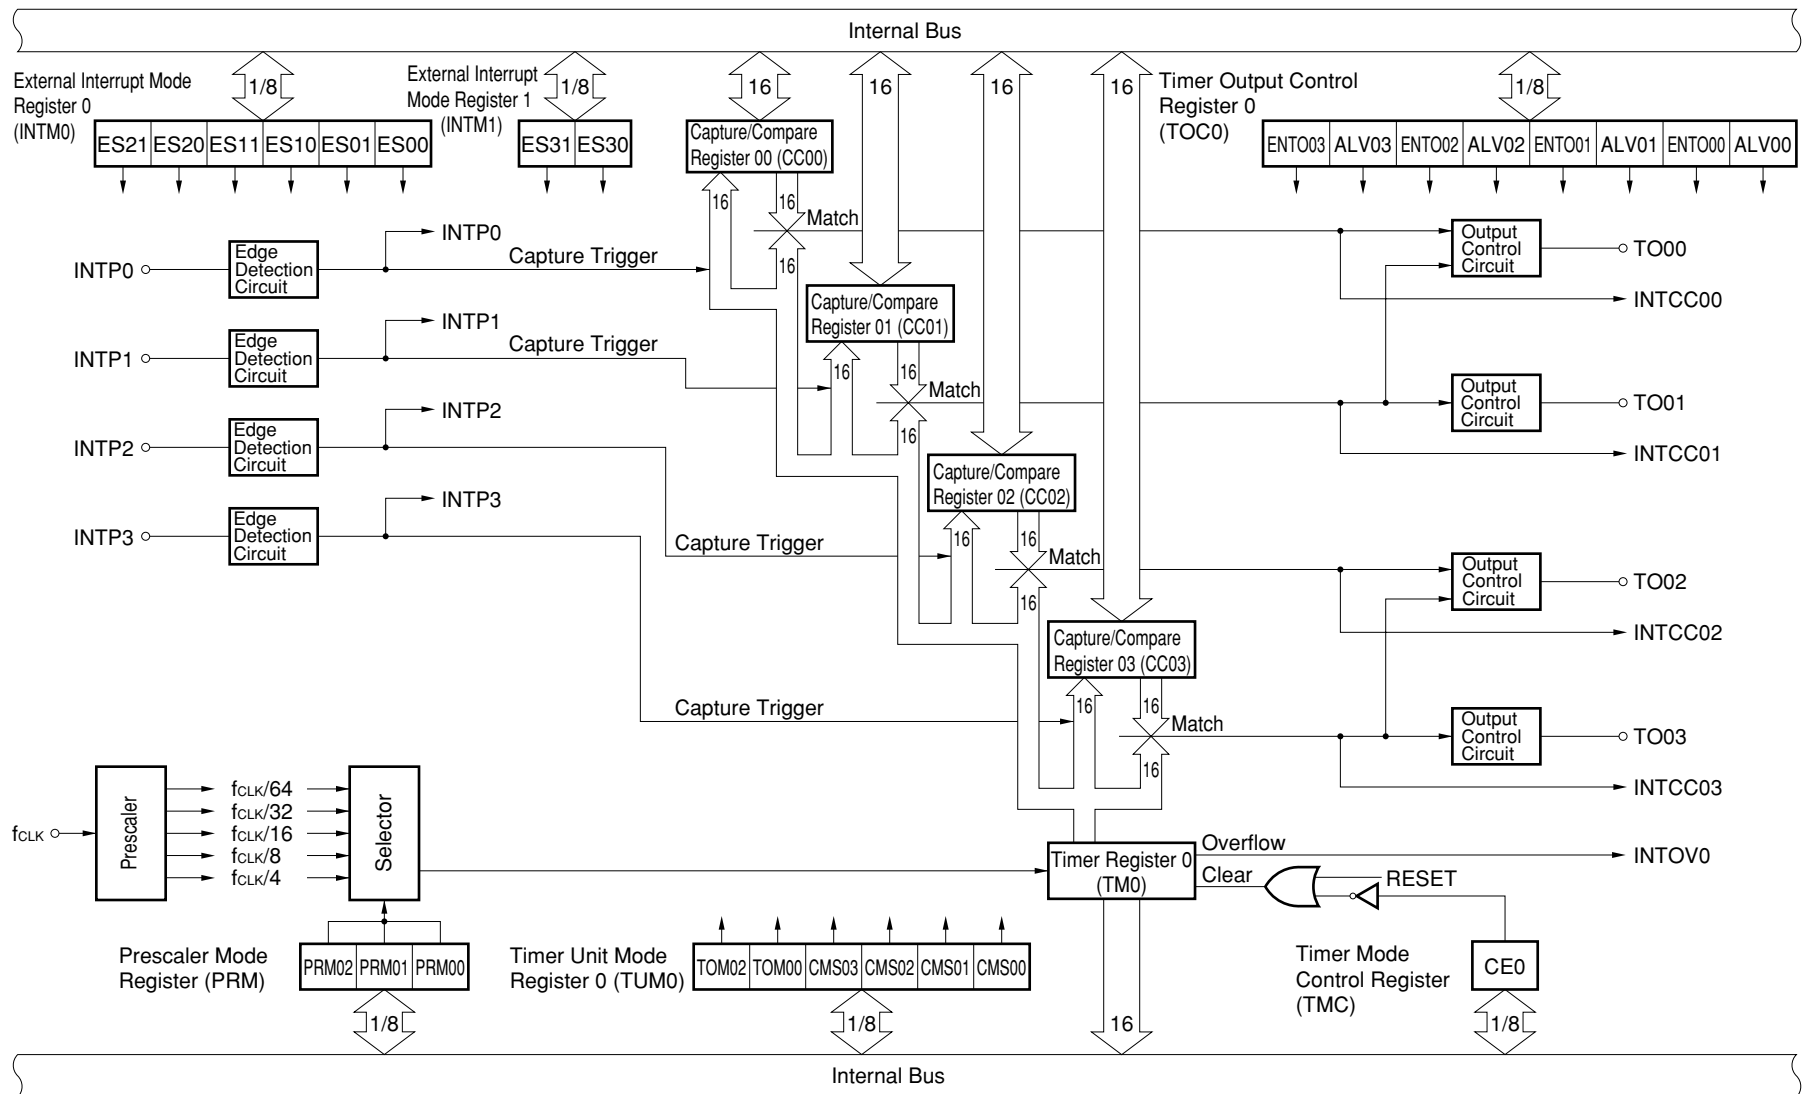 Internal Bus
External Interrupt Mode
Register 0
(INTM0)
1/8
External Interrupt
Mode Register 1
(INTM1)
1/8
16
16
16
16
Timer Output Control
Register 0
(TOC0)
1/8
ES21 ES20 ES11 ES10 ES01 ES00
ES31 ES30
Capture/Compare
Register 00 (CC00)
ENTO03 ALV03 ENTO02 ALV02 ENTO01 ALV01 ENTO00 ALV00
16
16
Match
16
INTP0
Edge
Detection
Circuit
INTP0
Capture Trigger
Output
Control
Circuit
TO00
INTCC00
Capture/Compare
Register 01 (CC01)
INTP1
Edge
Detection
Circuit
INTP1
Capture Trigger
16
16
Match
16
Output
Control
Circuit
TO01
INTCC01
INTP2
Edge
Detection
Circuit
INTP2
Capture Trigger
Capture/Compare
Register 02 (CC02)
16
16
Match
16
Output
Control
Circuit
TO02
INTCC02
INTP3
Edge
Detection
Circuit
INTP3
Capture Trigger
Capture/Compare
Register 03 (CC03)
16
16
Match
16
Output
Control
Circuit
TO03
INTCC03
fCLK
Prescaler
fCLK/64
fCLK/32
fCLK/16
fCLK/8
fCLK/4
Selector
Timer Register 0
(TM0)
Overflow
INTOV0
Clear
RESET
Prescaler Mode
Register (PRM)
PRM02 PRM01 PRM00
1/8
Timer Unit Mode
Register 0 (TUM0)
TOM02 TOM00 CMS03 CMS02 CMS01 CMS00
1/8
16
Timer Mode
Control Register
(TMC)
CE0
1/8
Internal Bus